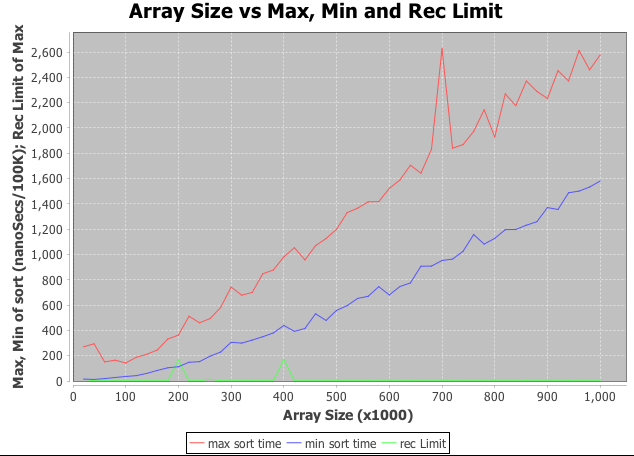 Array Size vs Max, Min and Rec Limit
Max, Min of sort (nanoSecs/100K); Rec Limit of Max
2,600
2,400
2,200
2,000
1,800
1,600
1,400
1,200
1,000
800
600
400
200
0
0 100 200 300 400 500 600 700 800 900 1,000
Array Size (x1000)
max sort time min sort time rec Limit